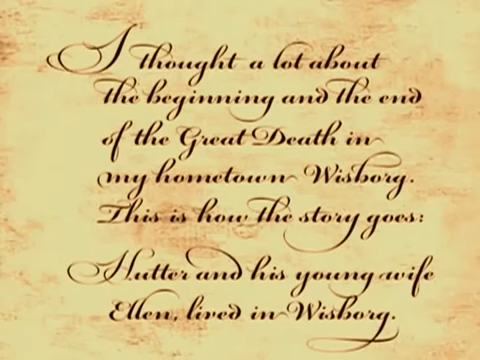 I thought a lot about
the beginning and the end
of the Great Death in
my hometown Wisborg.
This is how the story goes:
Hutter and his young wife
Ellen, lived in Wisborg.